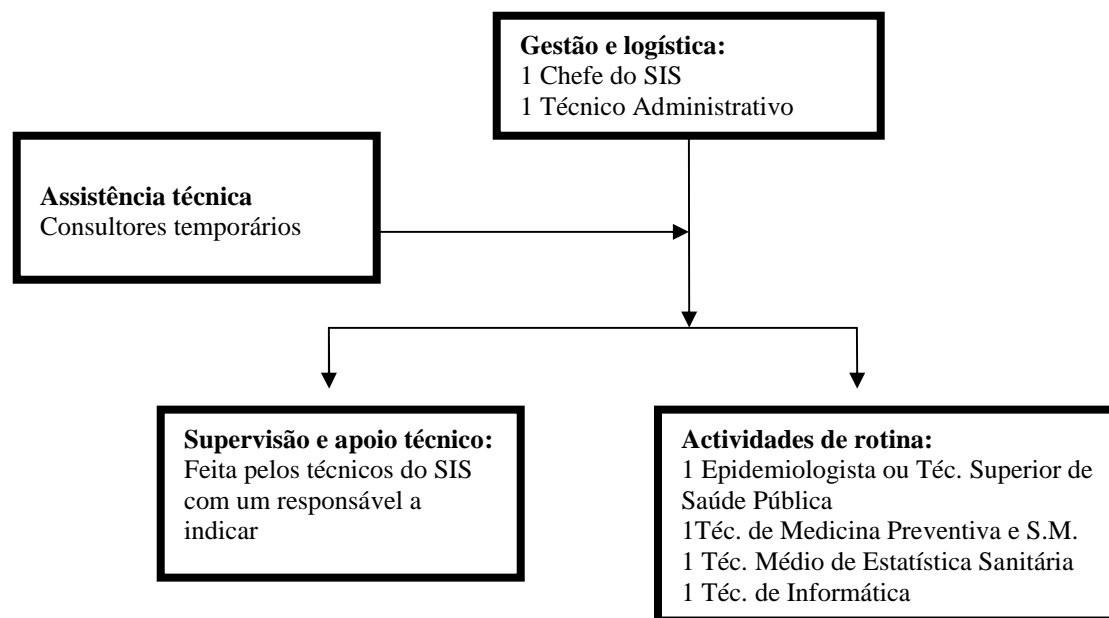 Gestão e logística:
1 Chefe do SIS
1 Técnico Administrativo
Assistência técnica
Consultores temporários
Supervisão e apoio técnico:
Feita pelos técnicos do SIS
com um responsável a
indicar
Actividades de rotina:
1 Epidemiologista ou Téc. Superior de
Saúde Pública
1Téc. de Medicina Preventiva e S.M.
1 Téc. Médio de Estatística Sanitária
1 Téc. de Informática